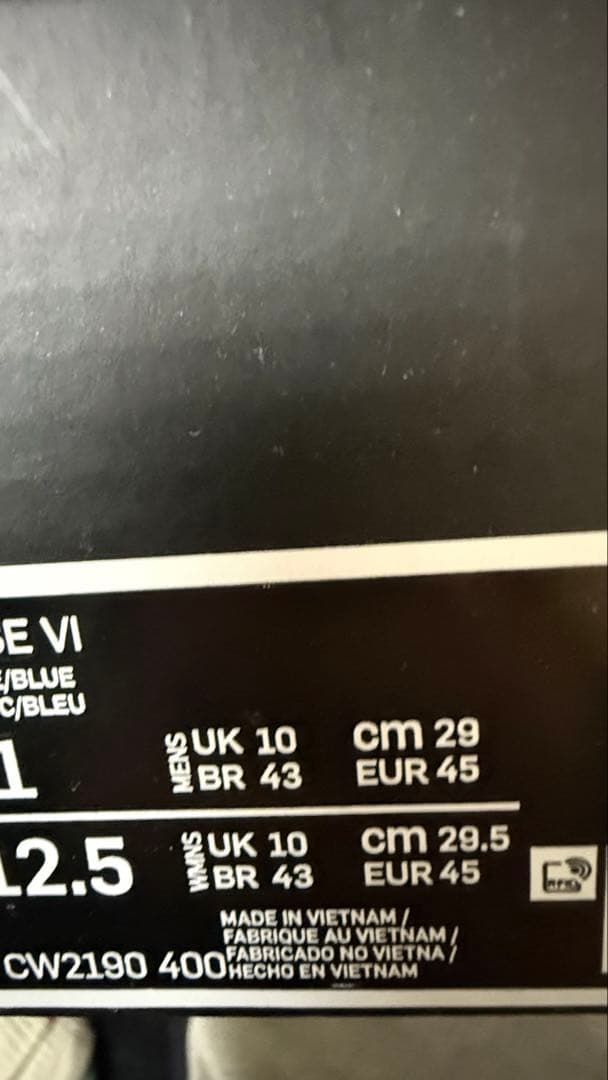 SE VI
E/BLUE
C/BLEU
1 MENS UK 10 cm 29
BR 43 EUR 45
12.5 WMNS UK 10 cm 29.5
BR 43 EUR 45
RFID
MADE IN VIETNAM /
FABRIQUE AU VIETNAM /
FABRICADO NO VIETNA /
HECHO EN VIETNAM
CW2190 400